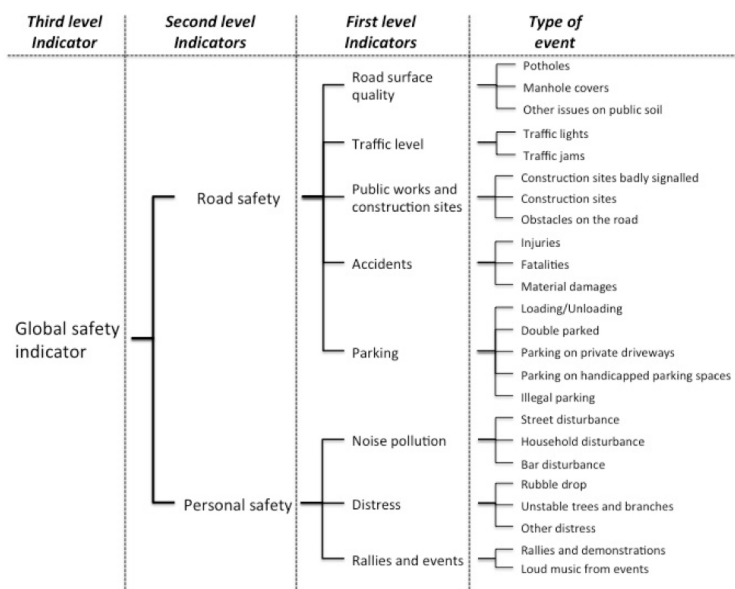 Third level
Indicator
Second level
Indicators
First level
Indicators
Type of
event
Global safety
indicator
Road safety
Road surface
quality
Potholes
Manhole covers
Other issues on public soil
Traffic level
Traffic lights
Traffic jams
Public works and
construction sites
Construction sites badly signalled
Construction sites
Obstacles on the road
Accidents
Injuries
Fatalities
Material damages
Parking
Loading/Unloading
Double parked
Parking on private driveways
Parking on handicapped parking spaces
Illegal parking
Personal safety
Noise pollution
Street disturbance
Household disturbance
Bar disturbance
Distress
Rubble drop
Unstable trees and branches
Other distress
Rallies and events
Rallies and demonstrations
Loud music from events